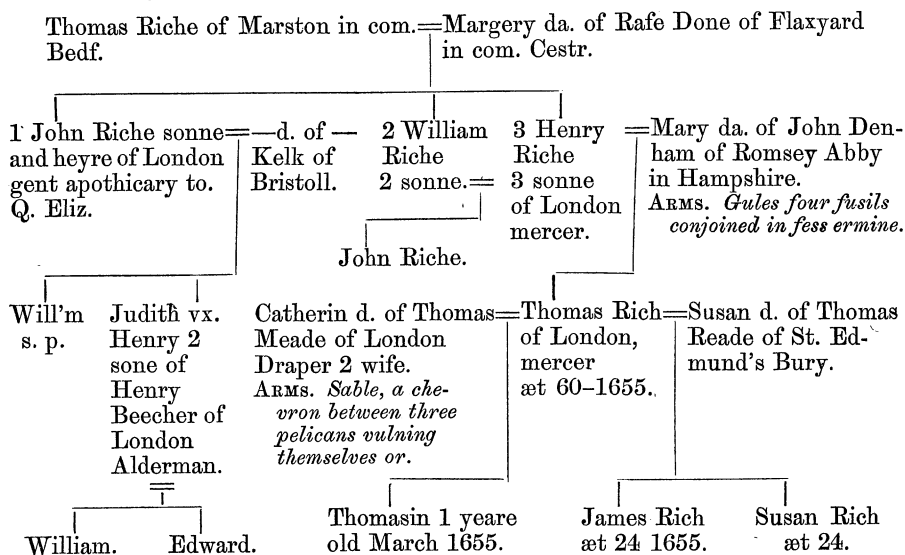 Thomas Riche of Marston in com.=Margery da. of Rafe Done of Flaxyard
Bedf. in com. Cestr.
1 John Riche sonne=—d. of —
and heyre of London Kelk of
gent apothicary to. Bristoll.
Q. Eliz.
2 William
Riche
2 sonne.=
John Riche.
3 Henry
Riche
3 sonne
of London
mercer.
=Mary da. of John Den-
ham of Romsey Abby
in Hampshire.
ARMS. Gules four fusils
conjoined in fess ermine.
Will'm
s. p.
Judith vx.
Henry 2
sone of
Henry
Beecher of
London
Alderman.
=
William. Edward.
Catherin d. of Thomas=
Meade of London
Draper 2 wife.
ARMS. Sable, a che-
vron between three
pelicans vulning
themselves or.
Thomas Rich=
of London,
mercer
æt 60–1655.
Susan d. of Thomas
Reade of St. Ed-
mund's Bury.
Thomasin 1 yeare
old March 1655.
James Rich
æt 24 1655.
Susan Rich
æt 24.